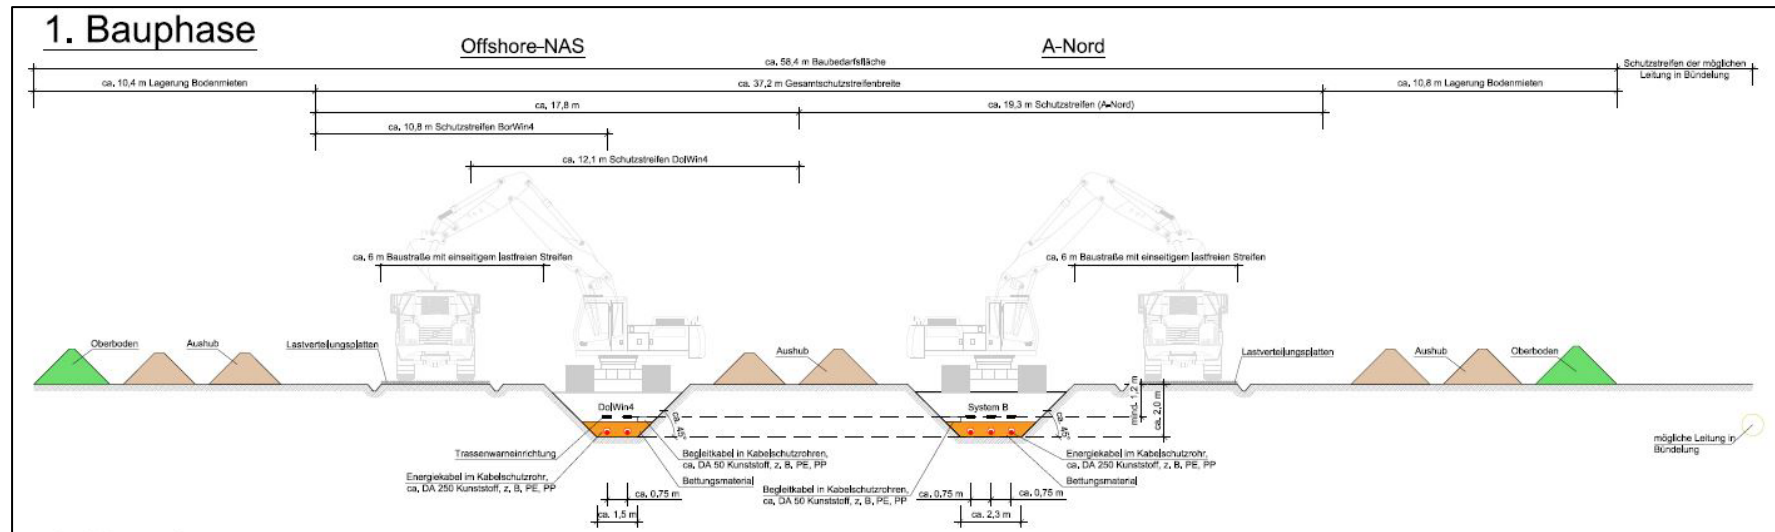 1. Bauphase
Offshore-NAS
A-Nord
ca. 58,4 m Baubedarfsfläche
Schutzstreifen der möglichen
Leitung in Bündelung
ca. 10,4 m Lagerung Bodenmieten
ca. 37,2 m Gesamtschutzstreifenbreite
ca. 10,8 m Lagerung Bodenmieten
ca. 17,8 m
ca. 19,3 m Schutzstreifen (A-Nord)
ca. 10,8 m Schutzstreifen BorWin4
ca. 12,1 m Schutzstreifen DolWin4
ca. 6 m Baustraße mit einseitigem lastfreien Streifen
ca. 6 m Baustraße mit einseitigem lastfreien Streifen
Oberboden
Aushub
Lastverteilungsplatten
Aushub
Lastverteilungsplatten
Aushub
Oberboden
DolWin4
ca. 45°
System B
ca. 45°
mind. 1,2 m
ca. 2,0 m
Trassenwarneinrichtung
Energiekabel im Kabelschutzrohr,
ca. DA 250 Kunststoff, z. B. PE, PP
Begleitkabel in Kabelschutzrohren,
ca. DA 50 Kunststoff, z. B. PE, PP
Bettungsmaterial
Begleitkabel in Kabelschutzrohren,
ca. DA 50 Kunststoff, z. B. PE, PP
Energiekabel im Kabelschutzrohr,
ca. DA 250 Kunststoff, z. B. PE, PP
Bettungsmaterial
mögliche Leitung in
Bündelung
ca. 0,75 m
ca. 1,5 m
ca. 0,75 m
ca. 0,75 m
ca. 2,3 m